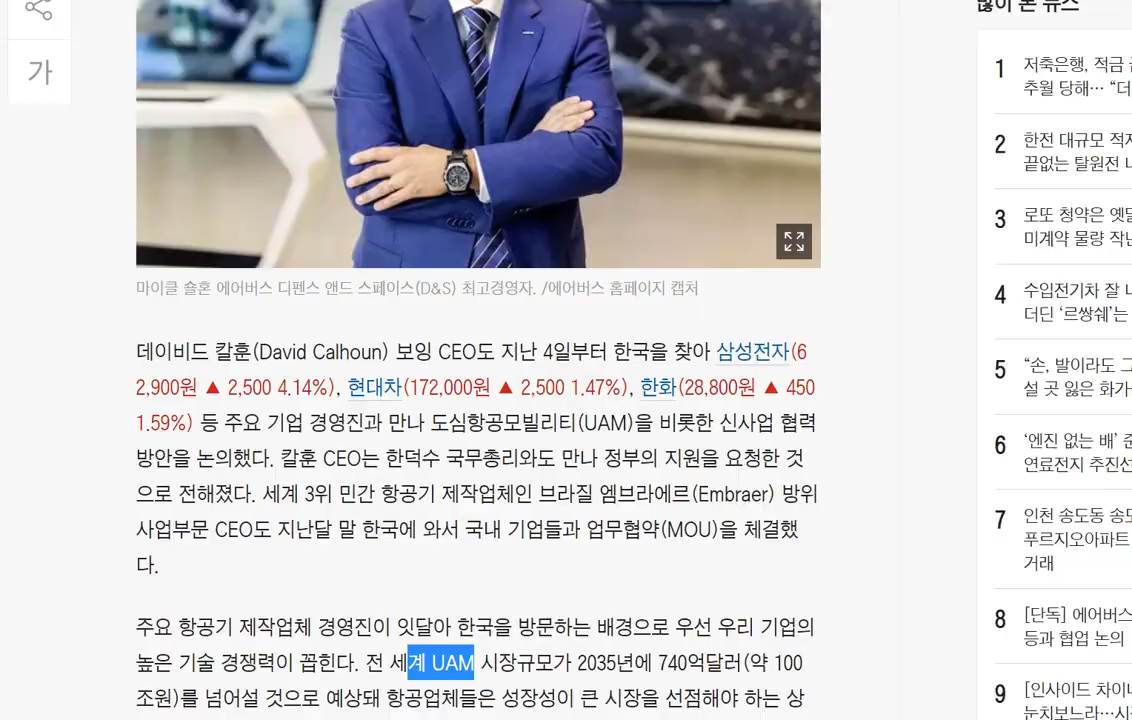 가
마이클 숄혼 에어버스 디펜스 앤드 스페이스(D&S) 최고경영자. /에어버스 홈페이지 캡처
데이비드 칼훈(David Calhoun) 보잉 CEO도 지난 4일부터 한국을 찾아 삼성전자(6
2,900원 ▲ 2,500 4.14%), 현대차(172,000원 ▲ 2,500 1.47%), 한화(28,800원 ▲ 450
1.59%) 등 주요 기업 경영진과 만나 도심항공모빌리티(UAM)을 비롯한 신사업 협력
방안을 논의했다. 칼훈 CEO는 한덕수 국무총리와도 만나 정부의 지원을 요청한 것
으로 전해졌다. 세계 3위 민간 항공기 제작업체인 브라질 엠브라에르(Embraer) 방위
사업부문 CEO도 지난달 말 한국에 와서 국내 기업들과 업무협약(MOU)을 체결했
다.
주요 항공기 제작업체 경영진이 잇달아 한국을 방문하는 배경으로 우선 우리 기업의
높은 기술 경쟁력이 꼽힌다. 전 세계 UAM 시장규모가 2035년에 740억달러(약 100
조원)를 넘어설 것으로 예상돼 항공업체들은 성장성이 큰 시장을 선점해야 하는 상
많이 본 뉴스
1 저축은행, 적금
추월 당해… “더
2 한전 대규모 적자
끝없는 탈원전
3 로또 청약은 옛말
미계약 물량 작년
4 수입전기차 잘
더딘 ‘르쌍쉐’는
5 “손, 발이라도 그
설 곳 잃은 화가
6 ‘엔진 없는 배’ 준
연료전지 추진선
7 인천 송도동 송도
푸르지오아파트
거래
8 [단독] 에어버스
등과 협업 논의
9 [인사이드 차이나
눈치보느라…시